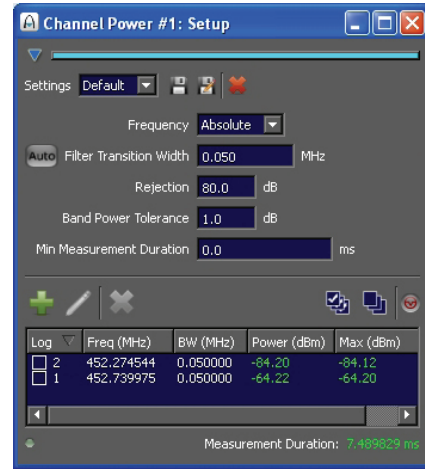 Channel Power #1: Setup
Settings Default
Frequency Absolute
Auto Filter Transition Width 0.050 MHz
Rejection 80.0 dB
Band Power Tolerance 1.0 dB
Min Measurement Duration 0.0 ms
Log Freq (MHz) BW (MHz) Power (dBm) Max (dBm)
2 452.274544 0.050000 -84.20 -84.12
1 452.739975 0.050000 -64.22 -64.20
Measurement Duration: 7.489829 ms